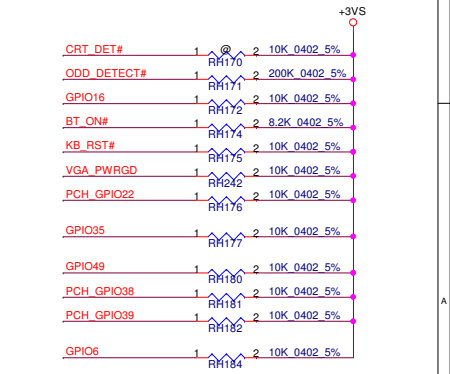 +3VS
CRT_DET# 1 @ 2 10K_0402_5%
RH170
ODD_DETECT# 1 2 200K_0402_5%
RH171
GPIO16 1 2 10K_0402_5%
RH172
BT_ON# 1 2 8.2K_0402_5%
RH174
KB_RST# 1 2 10K_0402_5%
RH175
VGA_PWRGD 1 2 10K_0402_5%
RH242
PCH_GPIO22 1 2 10K_0402_5%
RH176
GPIO35 1 2 10K_0402_5%
RH177
GPIO49 1 2 10K_0402_5%
RH180
PCH_GPIO38 1 2 10K_0402_5%
RH181
A
PCH_GPIO39 1 2 10K_0402_5%
RH182
GPIO6 1 2 10K_0402_5%
RH184